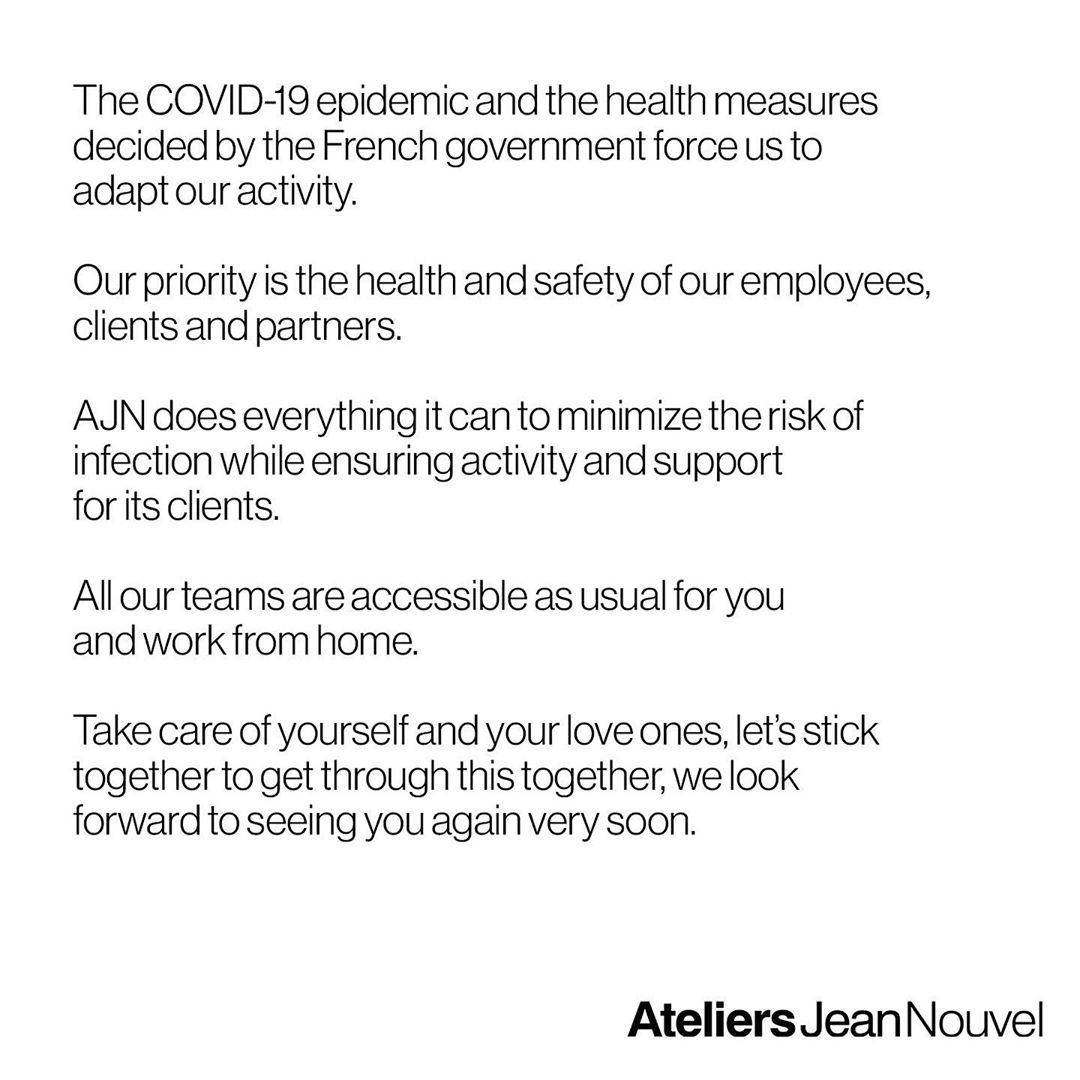 The COVID-19 epidemic and the health measures
decided by the French government force us to
adapt our activity.
Our priority is the health and safety of our employees,
clients and partners.
AJN does everything it can to minimize the risk of
infection while ensuring activity and support
for its clients.
All our teams are accessible as usual for you
and work from home.
Take care of yourself and your love ones, let’s stick
together to get through this together, we look
forward to seeing you again very soon.
Ateliers Jean Nouvel